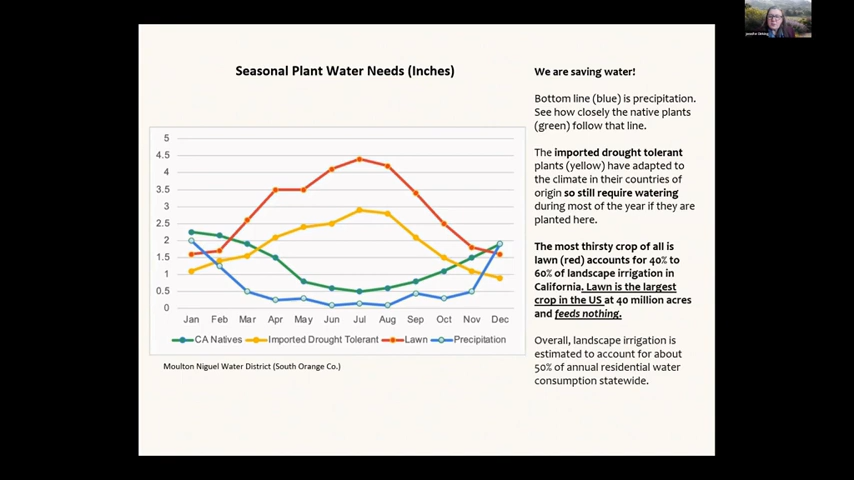 Seasonal Plant Water Needs (Inches)
5
4.5
4
3.5
3
2.5
2
1.5
1
0.5
0
Jan Feb Mar Apr May Jun Jul Aug Sep Oct Nov Dec
CA Natives Imported Drought Tolerant Lawn Precipitation
Moulton Niguel Water District (South Orange Co.)
We are saving water!
Bottom line (blue) is precipitation.
See how closely the native plants
(green) follow that line.
The imported drought tolerant
plants (yellow) have adapted to
the climate in their countries of
origin so still require watering
during most of the year if they are
planted here.
The most thirsty crop of all is
lawn (red) accounts for 40% to
60% of landscape irrigation in
California. Lawn is the largest
crop in the US at 40 million acres
and feeds nothing.
Overall, landscape irrigation is
estimated to account for about
50% of annual residential water
consumption statewide.